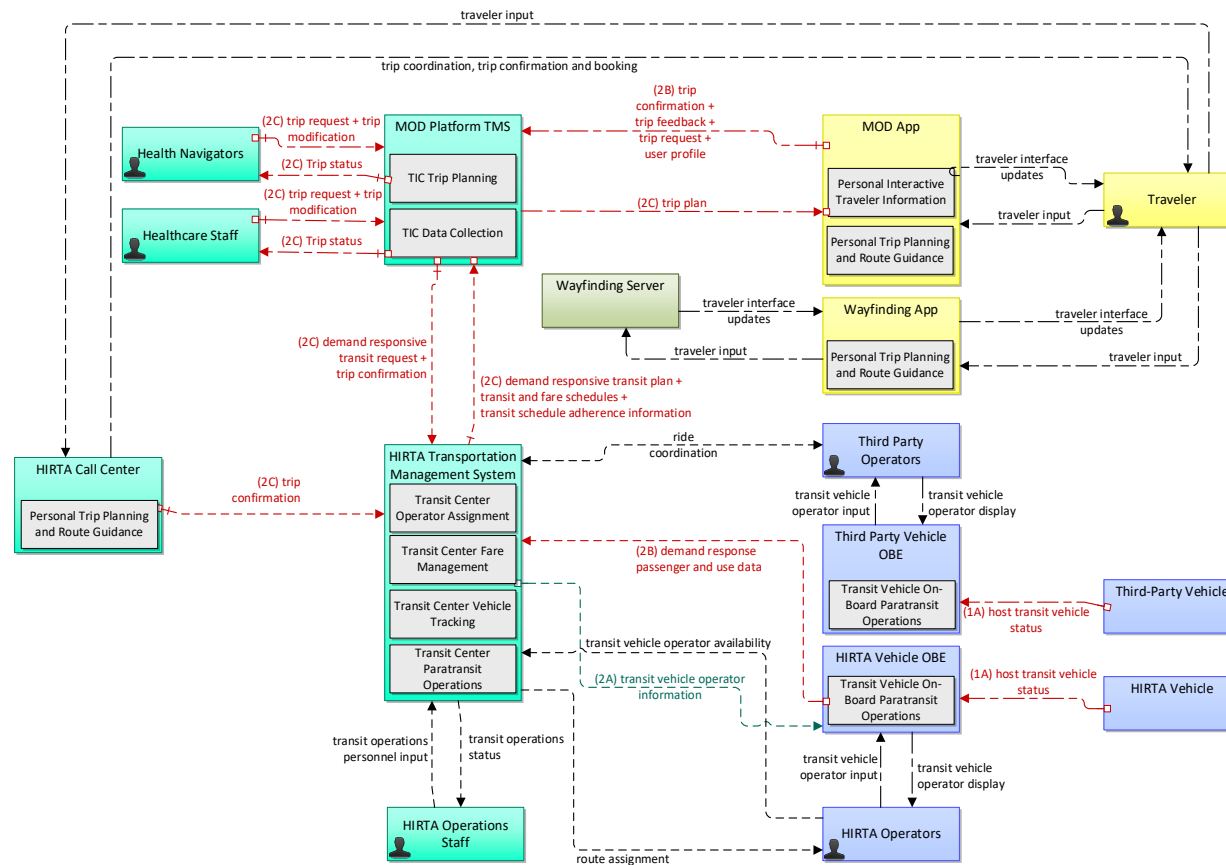 traveler input
trip coordination, trip confirmation and booking
Health Navigators
(2C) trip request + trip
modification
(2C) Trip status
Healthcare Staff
(2C) trip request + trip
modification
(2C) Trip status
MOD Platform TMS
TIC Trip Planning
TIC Data Collection
(2B) trip
confirmation +
trip feedback +
trip request +
user profile
(2C) trip plan
MOD App
Personal Interactive
Traveler Information
Personal Trip Planning
and Route Guidance
traveler interface
updates
traveler input
Traveler
Wayfinding Server
traveler interface
updates
traveler input
Wayfinding App
Personal Trip Planning
and Route Guidance
traveler interface
updates
traveler input
(2C) demand responsive
transit request +
trip confirmation
(2C) demand responsive transit plan +
transit and fare schedules +
transit schedule adherence information
HIRTA Call Center
Personal Trip Planning
and Route Guidance
(2C) trip
confirmation
HIRTA Transportation
Management System
Transit Center
Operator Assignment
Transit Center Fare
Management
Transit Center Vehicle
Tracking
Transit Center
Paratransit
Operations
ride
coordination
Third Party
Operators
transit vehicle
operator input
transit vehicle
operator display
Third Party Vehicle
OBE
Transit Vehicle On-
Board Paratransit
Operations
(1A) host transit vehicle
status
Third-Party Vehicle
(2B) demand response
passenger and use data
transit vehicle operator availability
(2A) transit vehicle operator
information
HIRTA Vehicle OBE
Transit Vehicle On-
Board Paratransit
Operations
(1A) host transit vehicle
status
HIRTA Vehicle
transit operations
personnel input
transit operations
status
transit vehicle
operator input
transit vehicle
operator display
HIRTA Operations
Staff
route assignment
HIRTA Operators